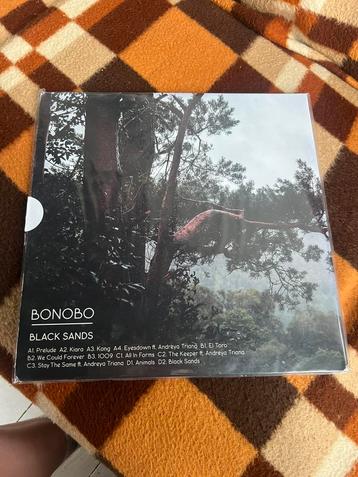 BONOBO
BLACK SANDS
A1. Prelude A2. Kiara A3. Kong A4. Eyesdown ft. Andreya Triana B1. El Toro
B2. We Could Forever B3. 1009 C1. All In Forms C2. The Keeper ft. Andreya Triana
C3. Stay The Same ft. Andreya Triana D1. Animals D2. Black Sands